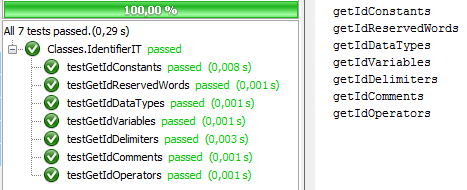 100,00 %
All 7 tests passed.(0,29 s)
Classes.IdentifierIT passed
testGetIdConstants passed (0,008 s)
testGetIdReservedWords passed (0,001 s)
testGetIdDataTypes passed (0,001 s)
testGetIdVariables passed (0,001 s)
testGetIdDelimiters passed (0,003 s)
testGetIdComments passed (0,001 s)
testGetIdOperators passed (0,001 s)
getIdConstants
getIdReservedWords
getIdDataTypes
getIdVariables
getIdDelimiters
getIdComments
getIdOperators